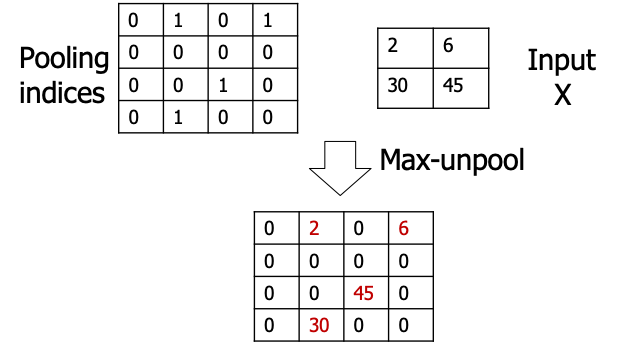 Pooling
indices
0 1 0 1
0 0 0 0
0 0 1 0
0 1 0 0
2 6
30 45
Input
X
Max-unpool
0 2 0 6
0 0 0 0
0 0 45 0
0 30 0 0